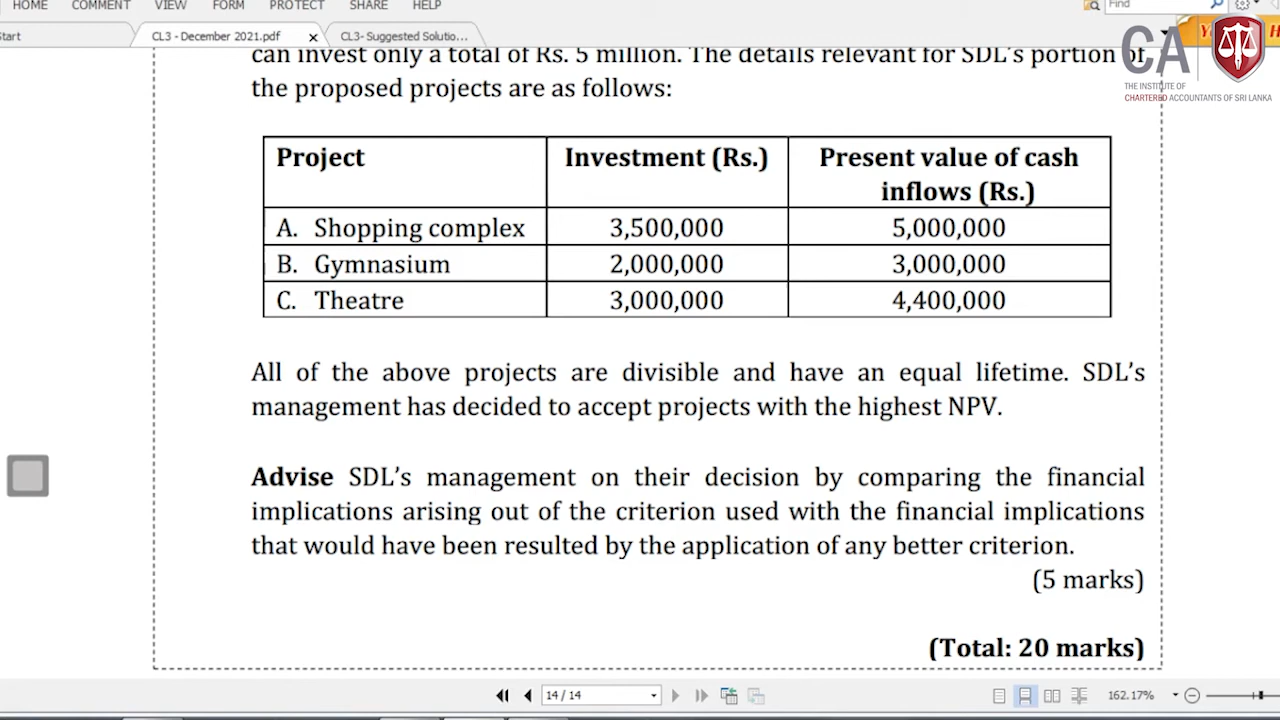 HOME COMMENT VIEW FORM PROTECT SHARE HELP
Find
tart CL3 - December 2021.pdf x CL3- Suggested Solutio...
CA
THE INSTITUTE OF
CHARTERED ACCOUNTANTS OF SRI LANKA
can invest only a total of Rs. 5 million. The details relevant for SDL's portion of
the proposed projects are as follows:
Project Investment (Rs.) Present value of cash
inflows (Rs.)
A. Shopping complex 3,500,000 5,000,000
B. Gymnasium 2,000,000 3,000,000
C. Theatre 3,000,000 4,400,000
All of the above projects are divisible and have an equal lifetime. SDL's
management has decided to accept projects with the highest NPV.
Advise SDL's management on their decision by comparing the financial
implications arising out of the criterion used with the financial implications
that would have been resulted by the application of any better criterion.
(5 marks)
(Total: 20 marks)
14 / 14 162.17%